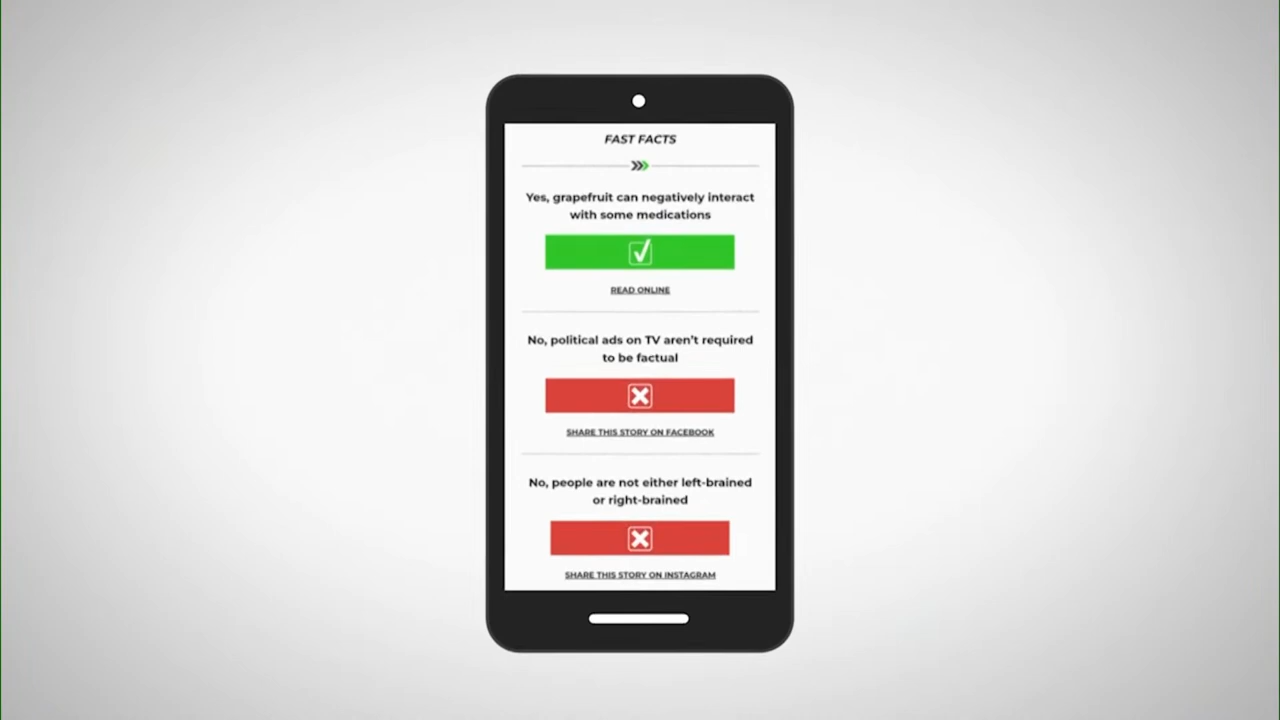 FAST FACTS
Yes, grapefruit can negatively interact
with some medications
READ ONLINE
No, political ads on TV aren't required
to be factual
SHARE THIS STORY ON FACEBOOK
No, people are not either left-brained
or right-brained
SHARE THIS STORY ON INSTAGRAM